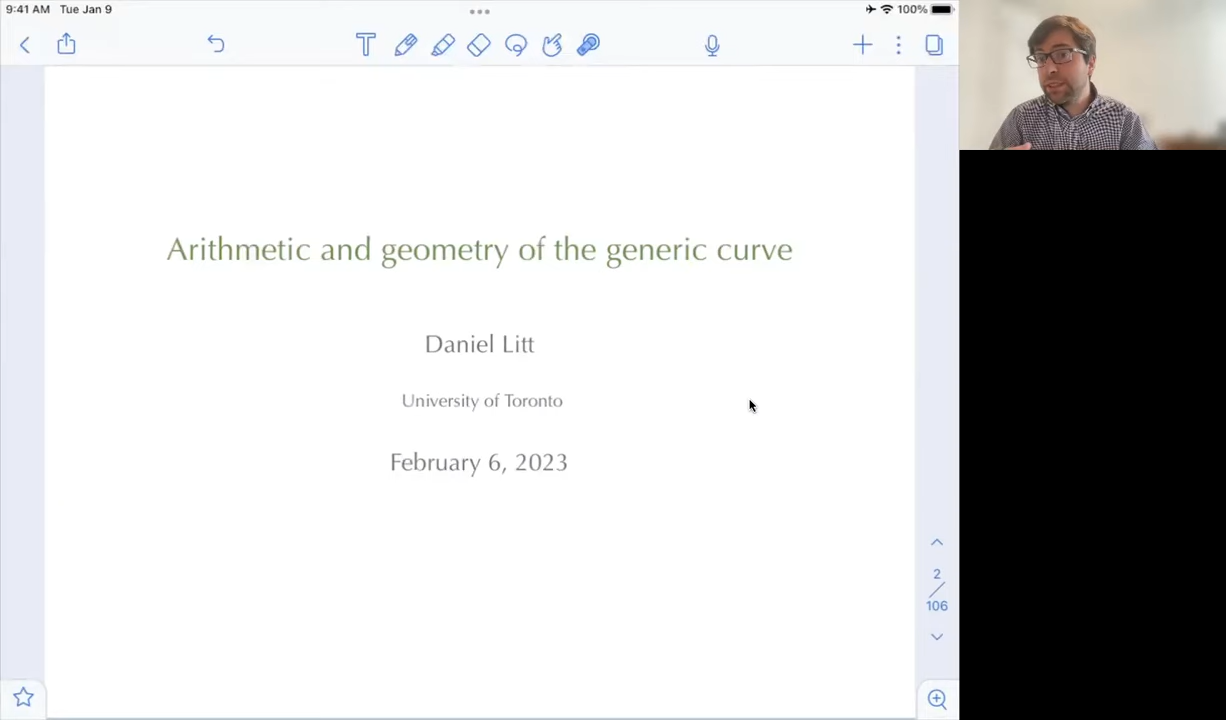 9:41 AM Tue Jan 9
100%
Arithmetic and geometry of the generic curve
Daniel Litt
University of Toronto
February 6, 2023
2
106